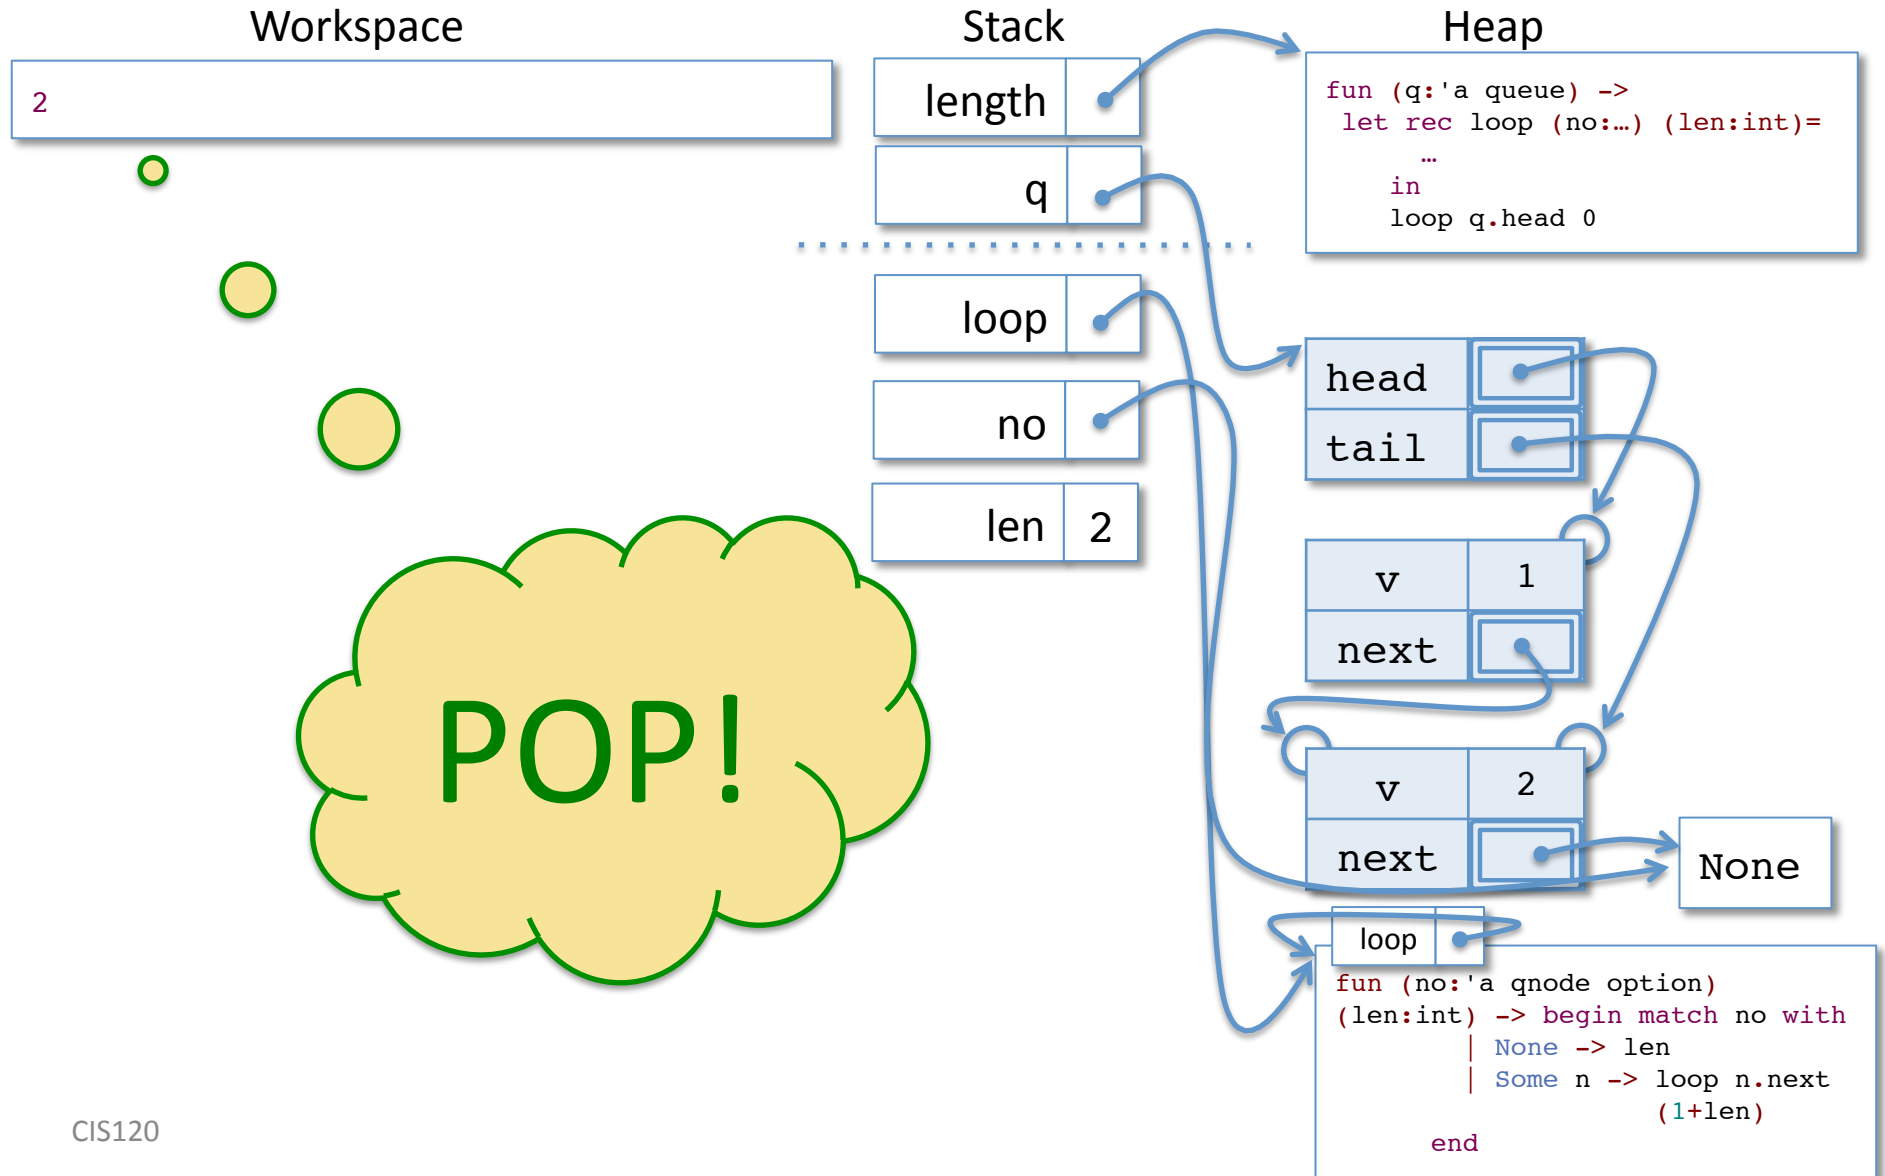 Workspace
Stack
Heap
2
length
q
loop
no
len 2
POP!
fun (q:'a queue) ->
let rec loop (no:…) (len:int)=
…
in
loop q.head 0
head
tail
v 1
next
v 2
next
None
loop
fun (no:'a qnode option)
(len:int) -> begin match no with
| None -> len
| Some n -> loop n.next
(1+len)
end
CIS120